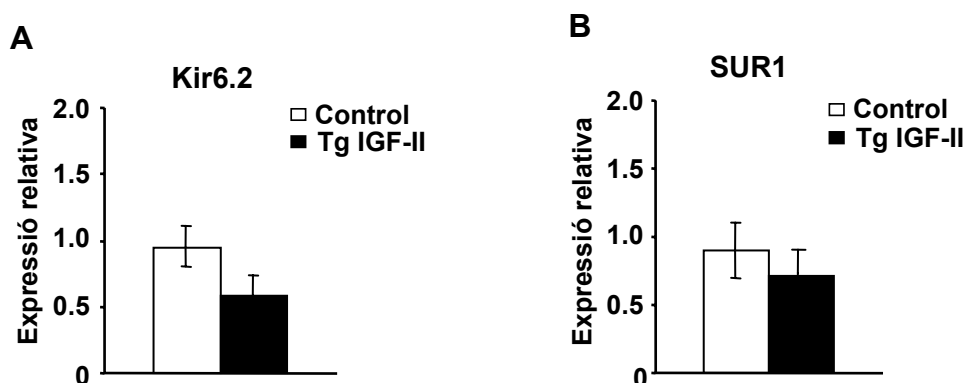 A
Kir6.2
Control
Tg IGF-II
Expressió relativa
2.0
1.5
1.0
0.5
0
B
SUR1
Control
Tg IGF-II
Expressió relativa
2.0
1.5
1.0
0.5
0